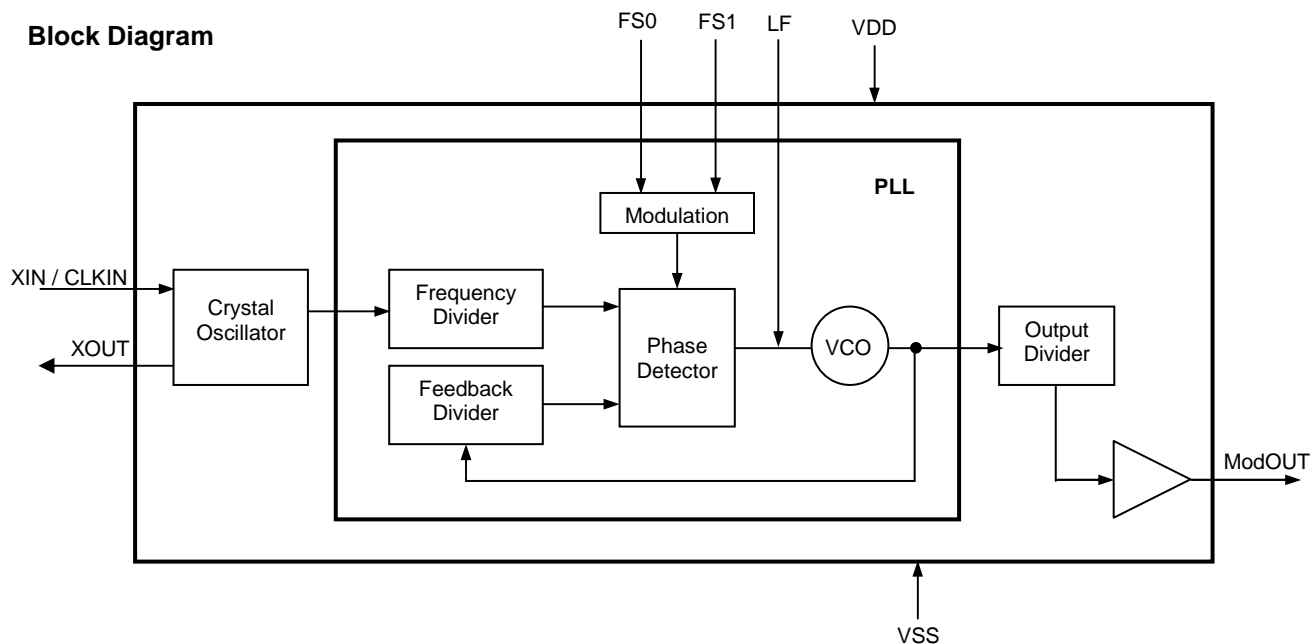 Block Diagram
FS0
FS1
LF
VDD
PLL
Modulation
XIN / CLKIN
XOUT
Crystal
Oscillator
Frequency
Divider
Feedback
Divider
Phase
Detector
VCO
Output
Divider
ModOUT
VSS